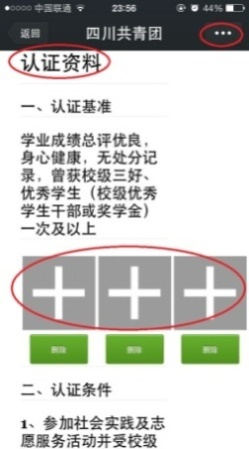 中国联通 23:56 44%
返回 四川共青团
认证资料
一、认证基准
学业成绩总评优良，
身心健康，无处分记
录，曾获校级三好、
优秀学生（校级优秀
学生干部或奖学金）
一次及以上
删除 删除 删除
二、认证条件
1、参加社会实践及志
愿服务活动并受校级